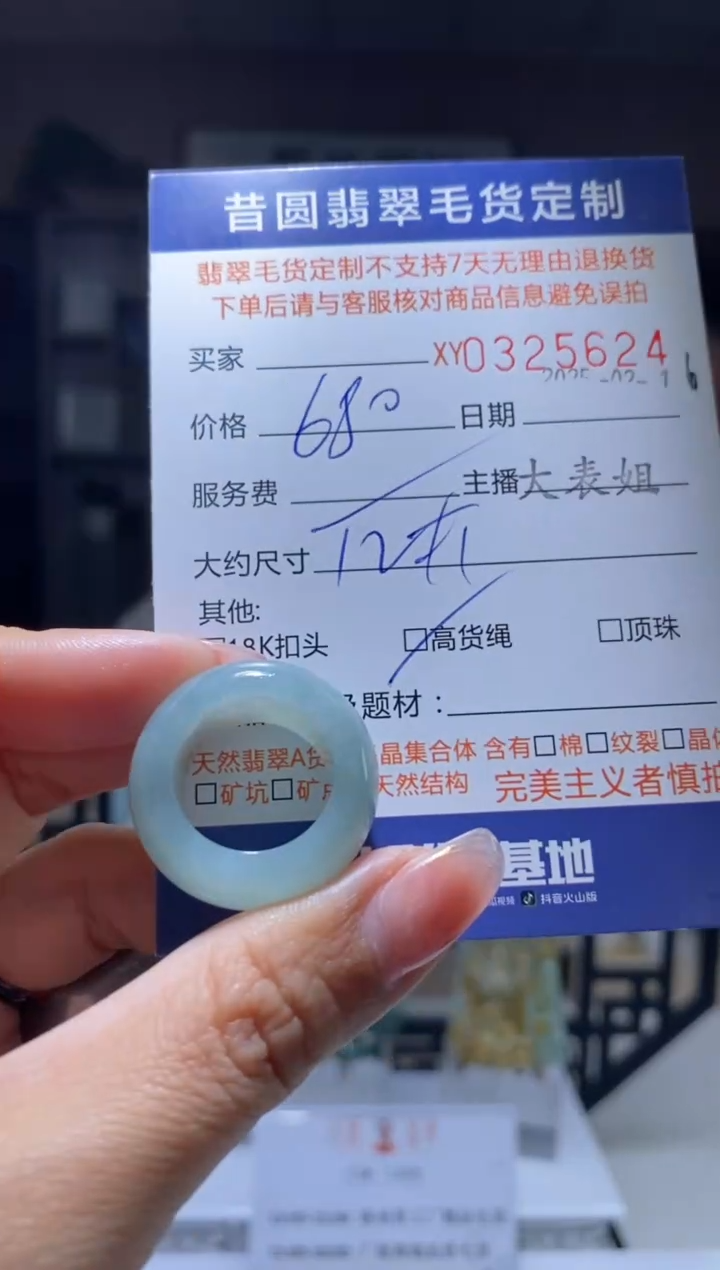 昔圆翡翠毛货定制
翡翠毛货定制不支持7天无理由退换货
下单后请与客服核对商品信息避免误拍
买家 XY0325624
价格 680 日期
服务费 主播大表姐
大约尺寸
其他:
18K扣头 □高货绳 □顶珠
题材：
天然翡翠A货 晶集合体 含有□棉□纹裂□晶体
□矿坑□矿 天然结构 完美主义者慎拍
基地
抖音火山版